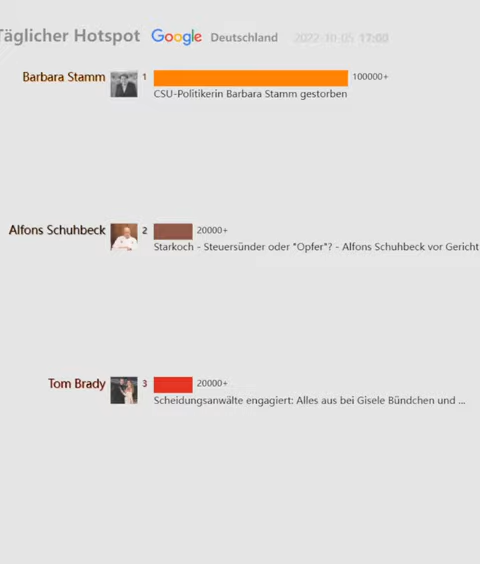 Täglicher Hotspot Google Deutschland 2022-10-05 17:00
Barbara Stamm 1 100000+
CSU-Politikerin Barbara Stamm gestorben
Alfons Schuhbeck 2 20000+
Starkoch - Steuersünder oder "Opfer"? - Alfons Schuhbeck vor Gericht
Tom Brady 3 20000+
Scheidungsanwälte engagiert: Alles aus bei Gisele Bündchen und ...